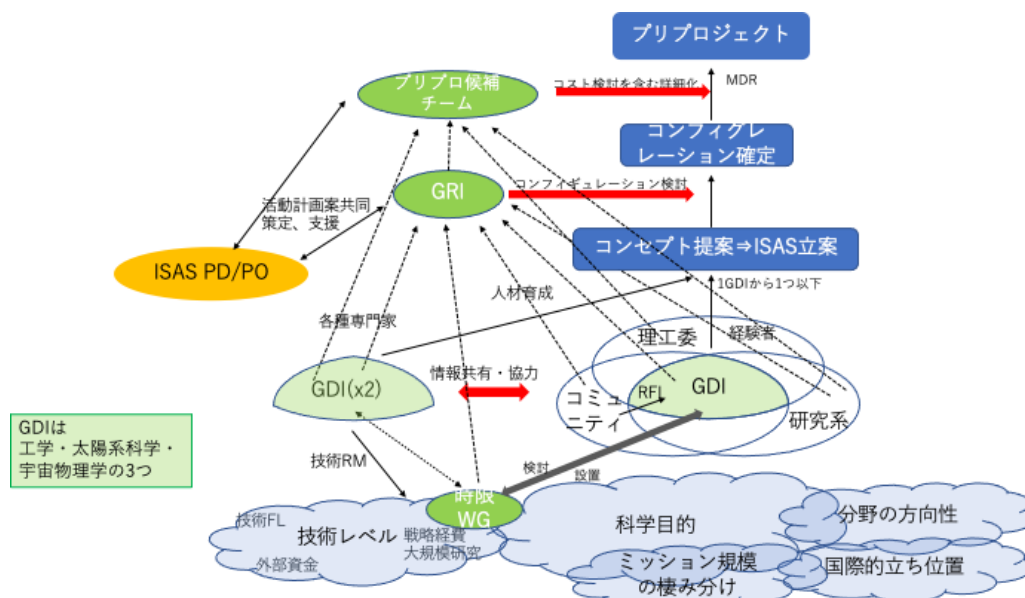 プリプロジェクト
プリプロ候補
チーム
コスト検討を含む詳細化
MDR
コンフィグレ
レーション確定
GRI
コンフィギュレーション検討
活動計画案共同
策定、支援
コンセプト提案⇒ISAS立案
ISAS PD/PO
1GDIから1つ以下
人材育成
各種専門家
理工委
経験者
GDI(x2)
情報共有・協力
コミュ
ニティ
RFI
GDI
研究系
GDIは
工学・太陽系科学・
宇宙物理学の3つ
技術RM
検討
設置
時限
WG
技術FL
技術レベル
戦略経費
大規模研究
外部資金
科学目的
分野の方向性
ミッション規模
の棲み分け
国際的立ち位置